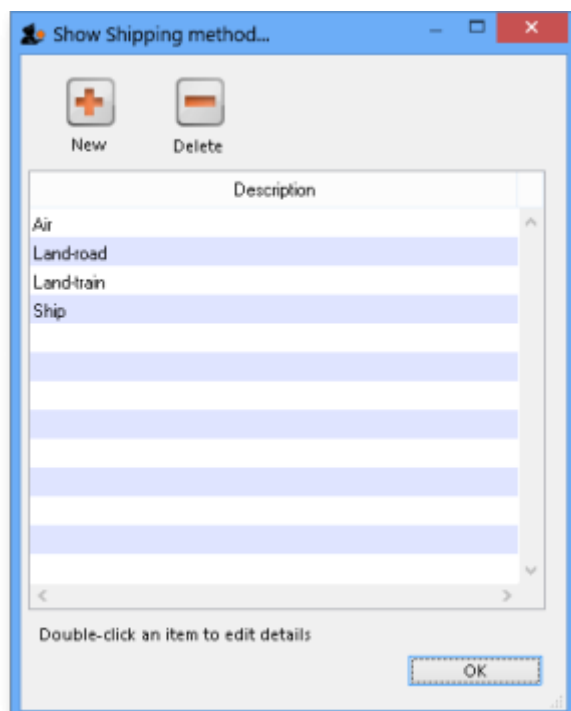 Show Shipping method...
New Delete
Description
Air
Land-road
Land-train
Ship
Double-click an item to edit details
OK